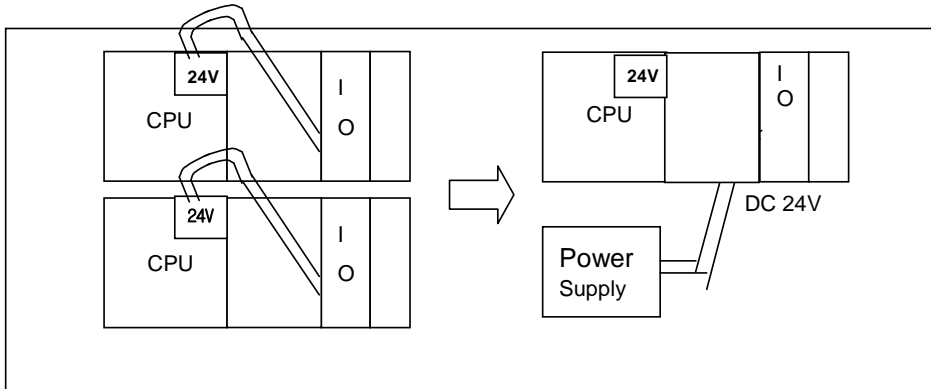 24V
I
O
CPU
24V
I
O
CPU
24V
I
O
CPU
DC 24V
Power
Supply